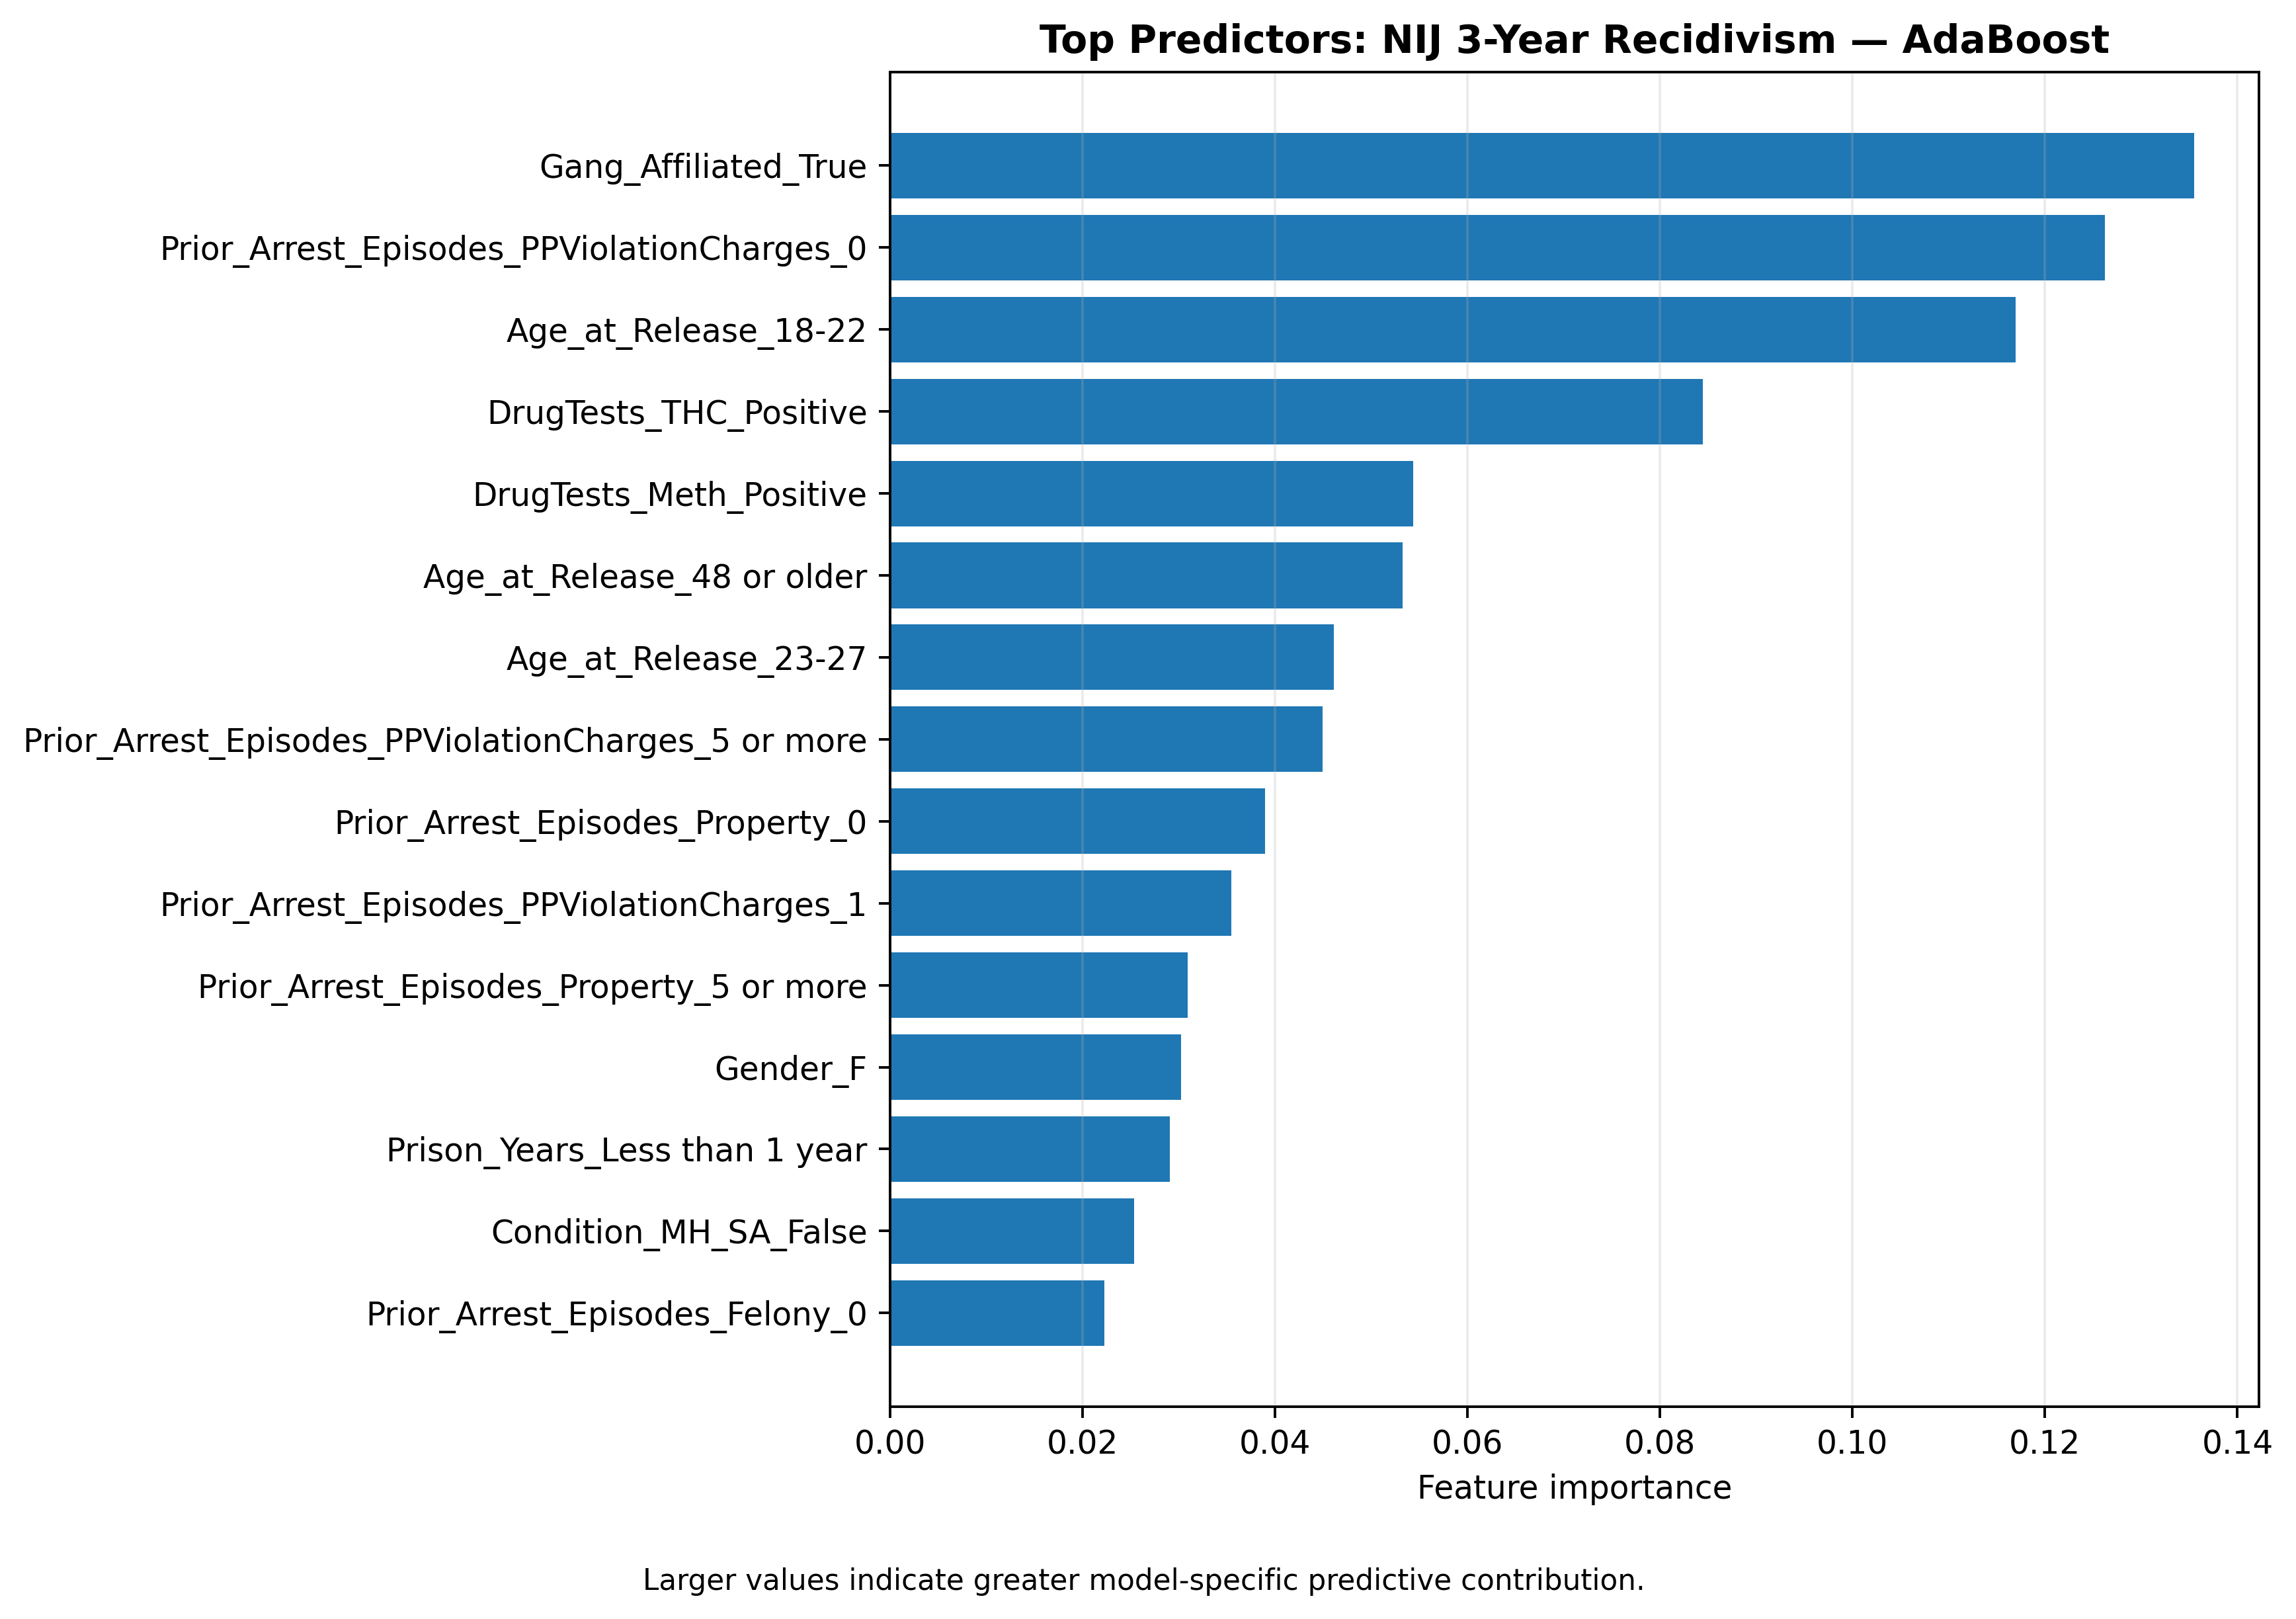 Top Predictors: NIJ 3-Year Recidivism — AdaBoost
Gang_Affiliated_True
Prior_Arrest_Episodes_PPViolationCharges_0
Age_at_Release_18-22
DrugTests_THC_Positive
DrugTests_Meth_Positive
Age_at_Release_48 or older
Age_at_Release_23-27
Prior_Arrest_Episodes_PPViolationCharges_5 or more
Prior_Arrest_Episodes_Property_0
Prior_Arrest_Episodes_PPViolationCharges_1
Prior_Arrest_Episodes_Property_5 or more
Gender_F
Prison_Years_Less than 1 year
Condition_MH_SA_False
Prior_Arrest_Episodes_Felony_0
0.00 0.02 0.04 0.06 0.08 0.10 0.12 0.14
Feature importance
Larger values indicate greater model-specific predictive contribution.